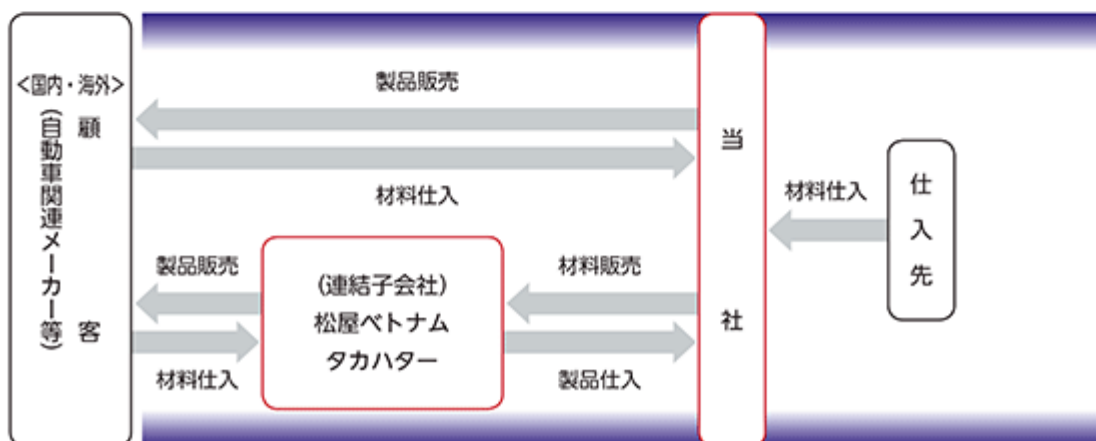 <国内・海外>
顧客
(自動車関連メーカー等)
製品販売
材料仕入
製品販売
材料仕入
(連結子会社)
松屋ベトナム
タカハター
材料販売
製品仕入
当社
材料仕入
仕入先